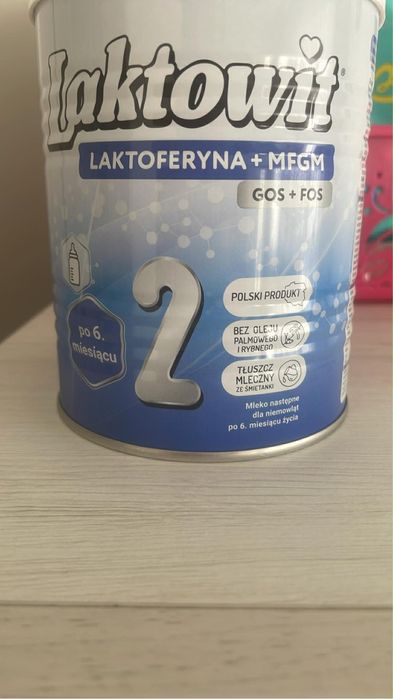 Laktowit®
LAKTOFERYNA + MFGM
GOS + FOS
2
po 6.
miesiącu
POLSKI PRODUKT
BEZ OLEJU
PALMOWEGO
I RYBNEGO
TŁUSZCZ
MLECZNY
ZE ŚMIETANKI
Mleko następne
dla niemowląt
po 6. miesiącu życia